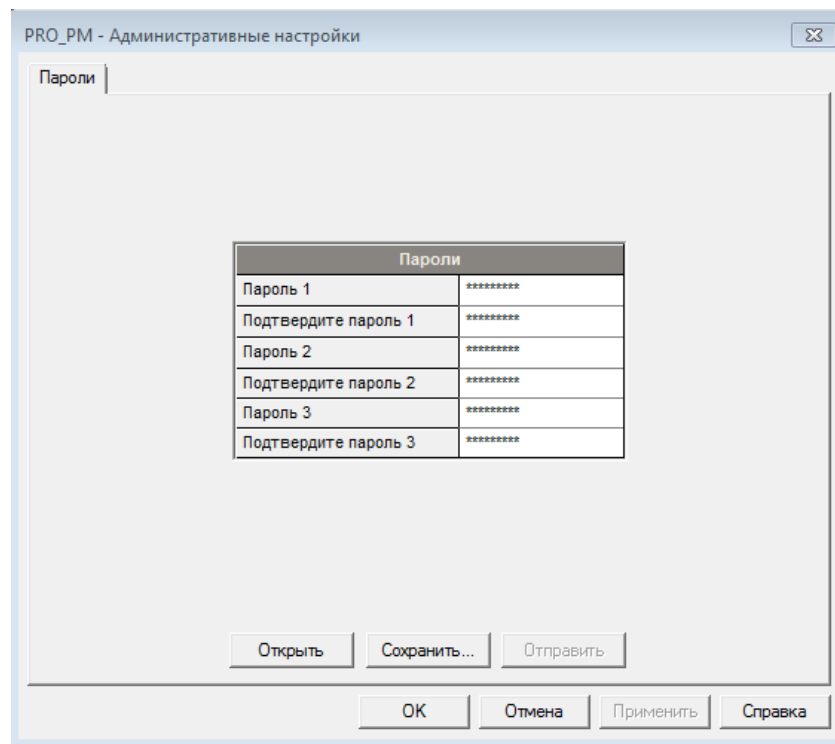 PRO_PM - Административные настройки
Пароли
Пароли
Пароль 1 *********
Подтвердите пароль 1 *********
Пароль 2 *********
Подтвердите пароль 2 *********
Пароль 3 *********
Подтвердите пароль 3 *********
Открыть Сохранить... Отправить
OK Отмена Применить Справка